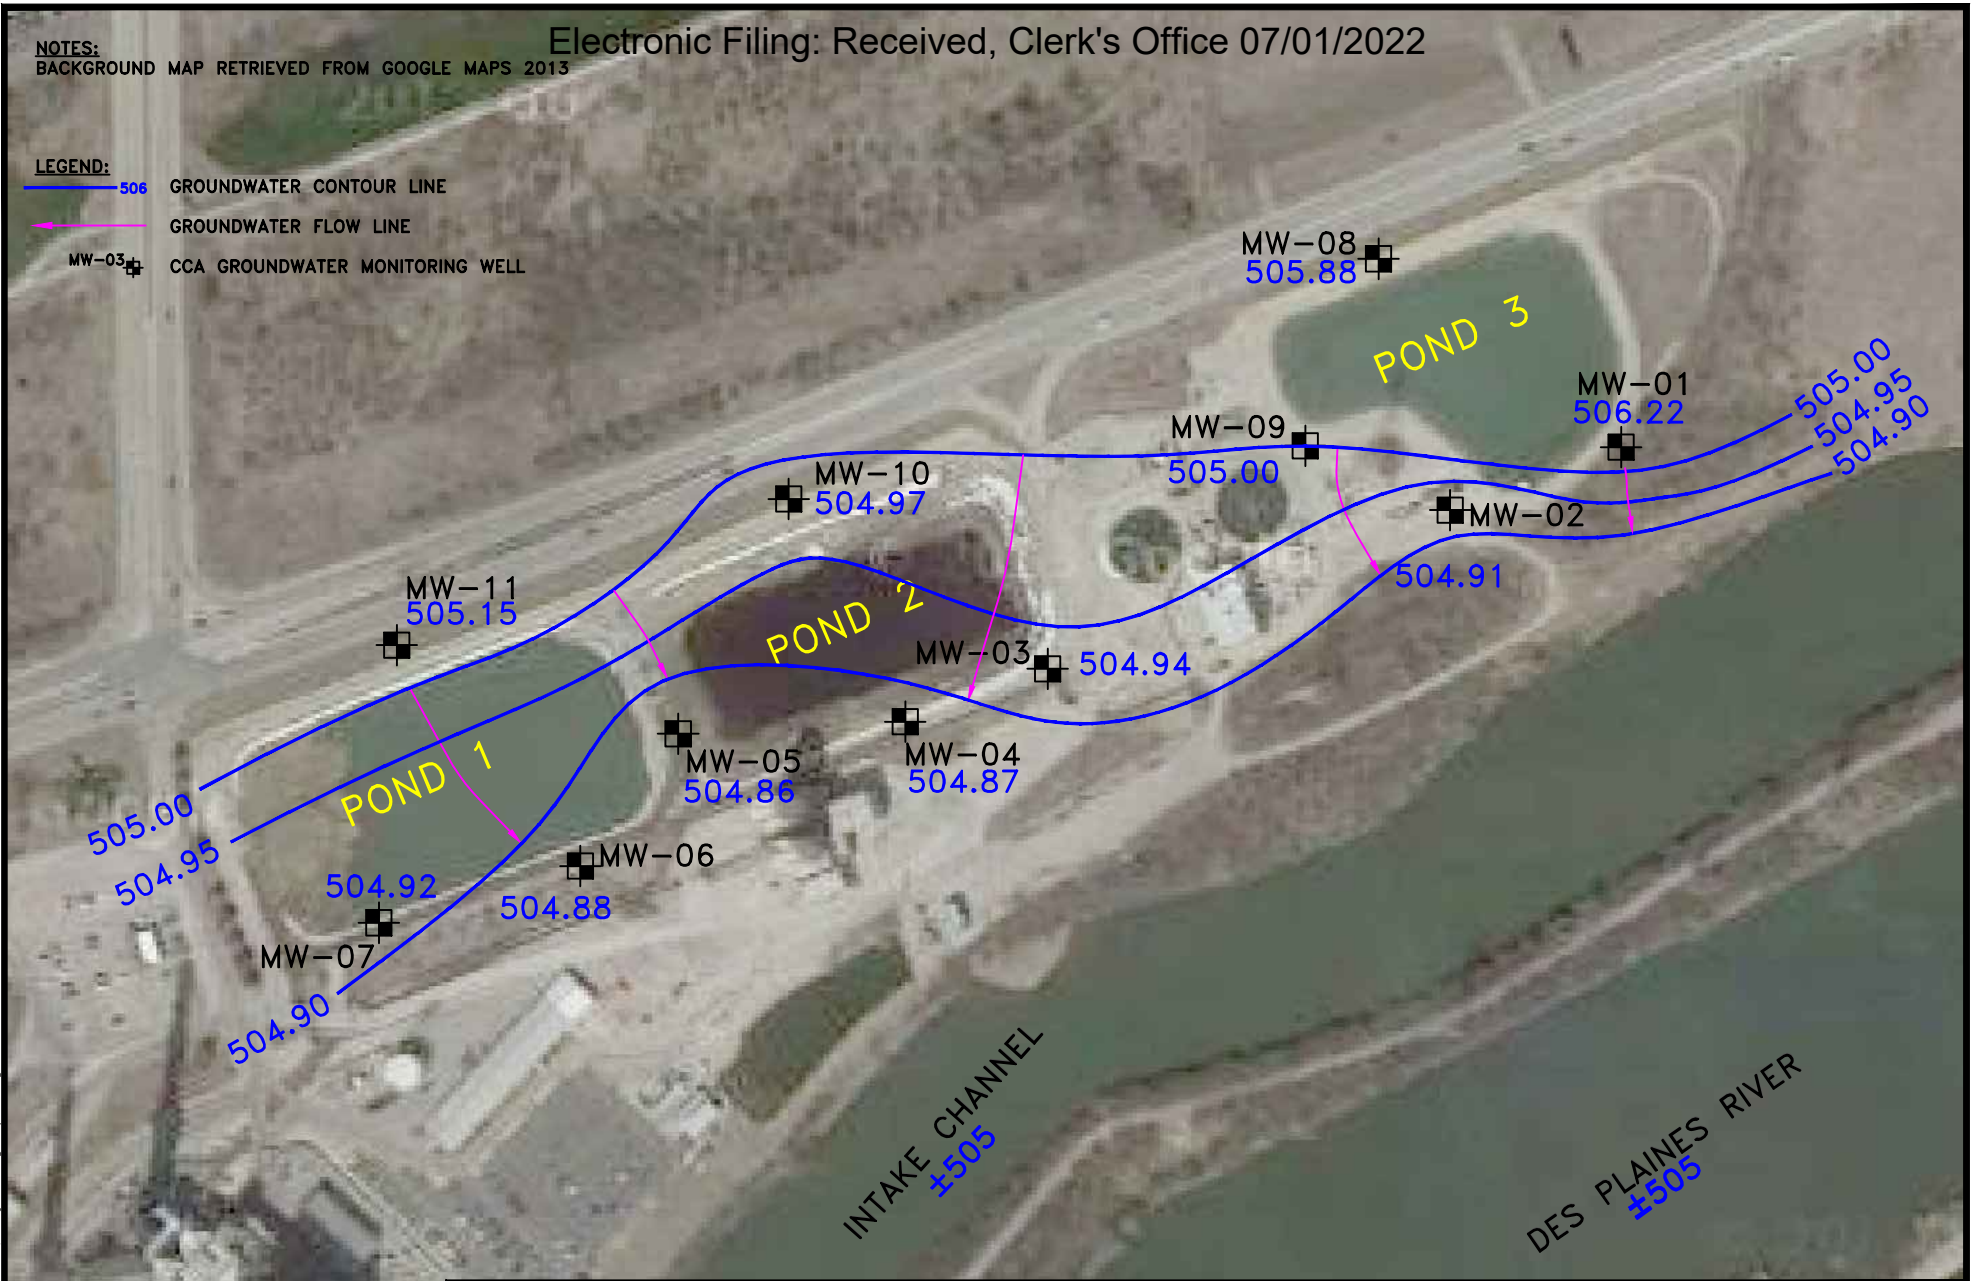 Electronic Filing: Received, Clerk's Office 07/01/2022
NOTES:
BACKGROUND MAP RETRIEVED FROM GOOGLE MAPS 2013
LEGEND:
506 GROUNDWATER CONTOUR LINE
GROUNDWATER FLOW LINE
MW-03 CCA GROUNDWATER MONITORING WELL
MW-08
505.88
POND 3
MW-01
506.22
505.00
504.95
504.90
MW-09
505.00
MW-10
504.97
MW-02
504.91
MW-11
505.15
POND 2
MW-03
504.94
MW-05
504.86
MW-04
504.87
POND 1
505.00
504.95
504.90
MW-06
504.88
504.92
MW-07
INTAKE CHANNEL
±505
DES PLAINES RIVER
±505